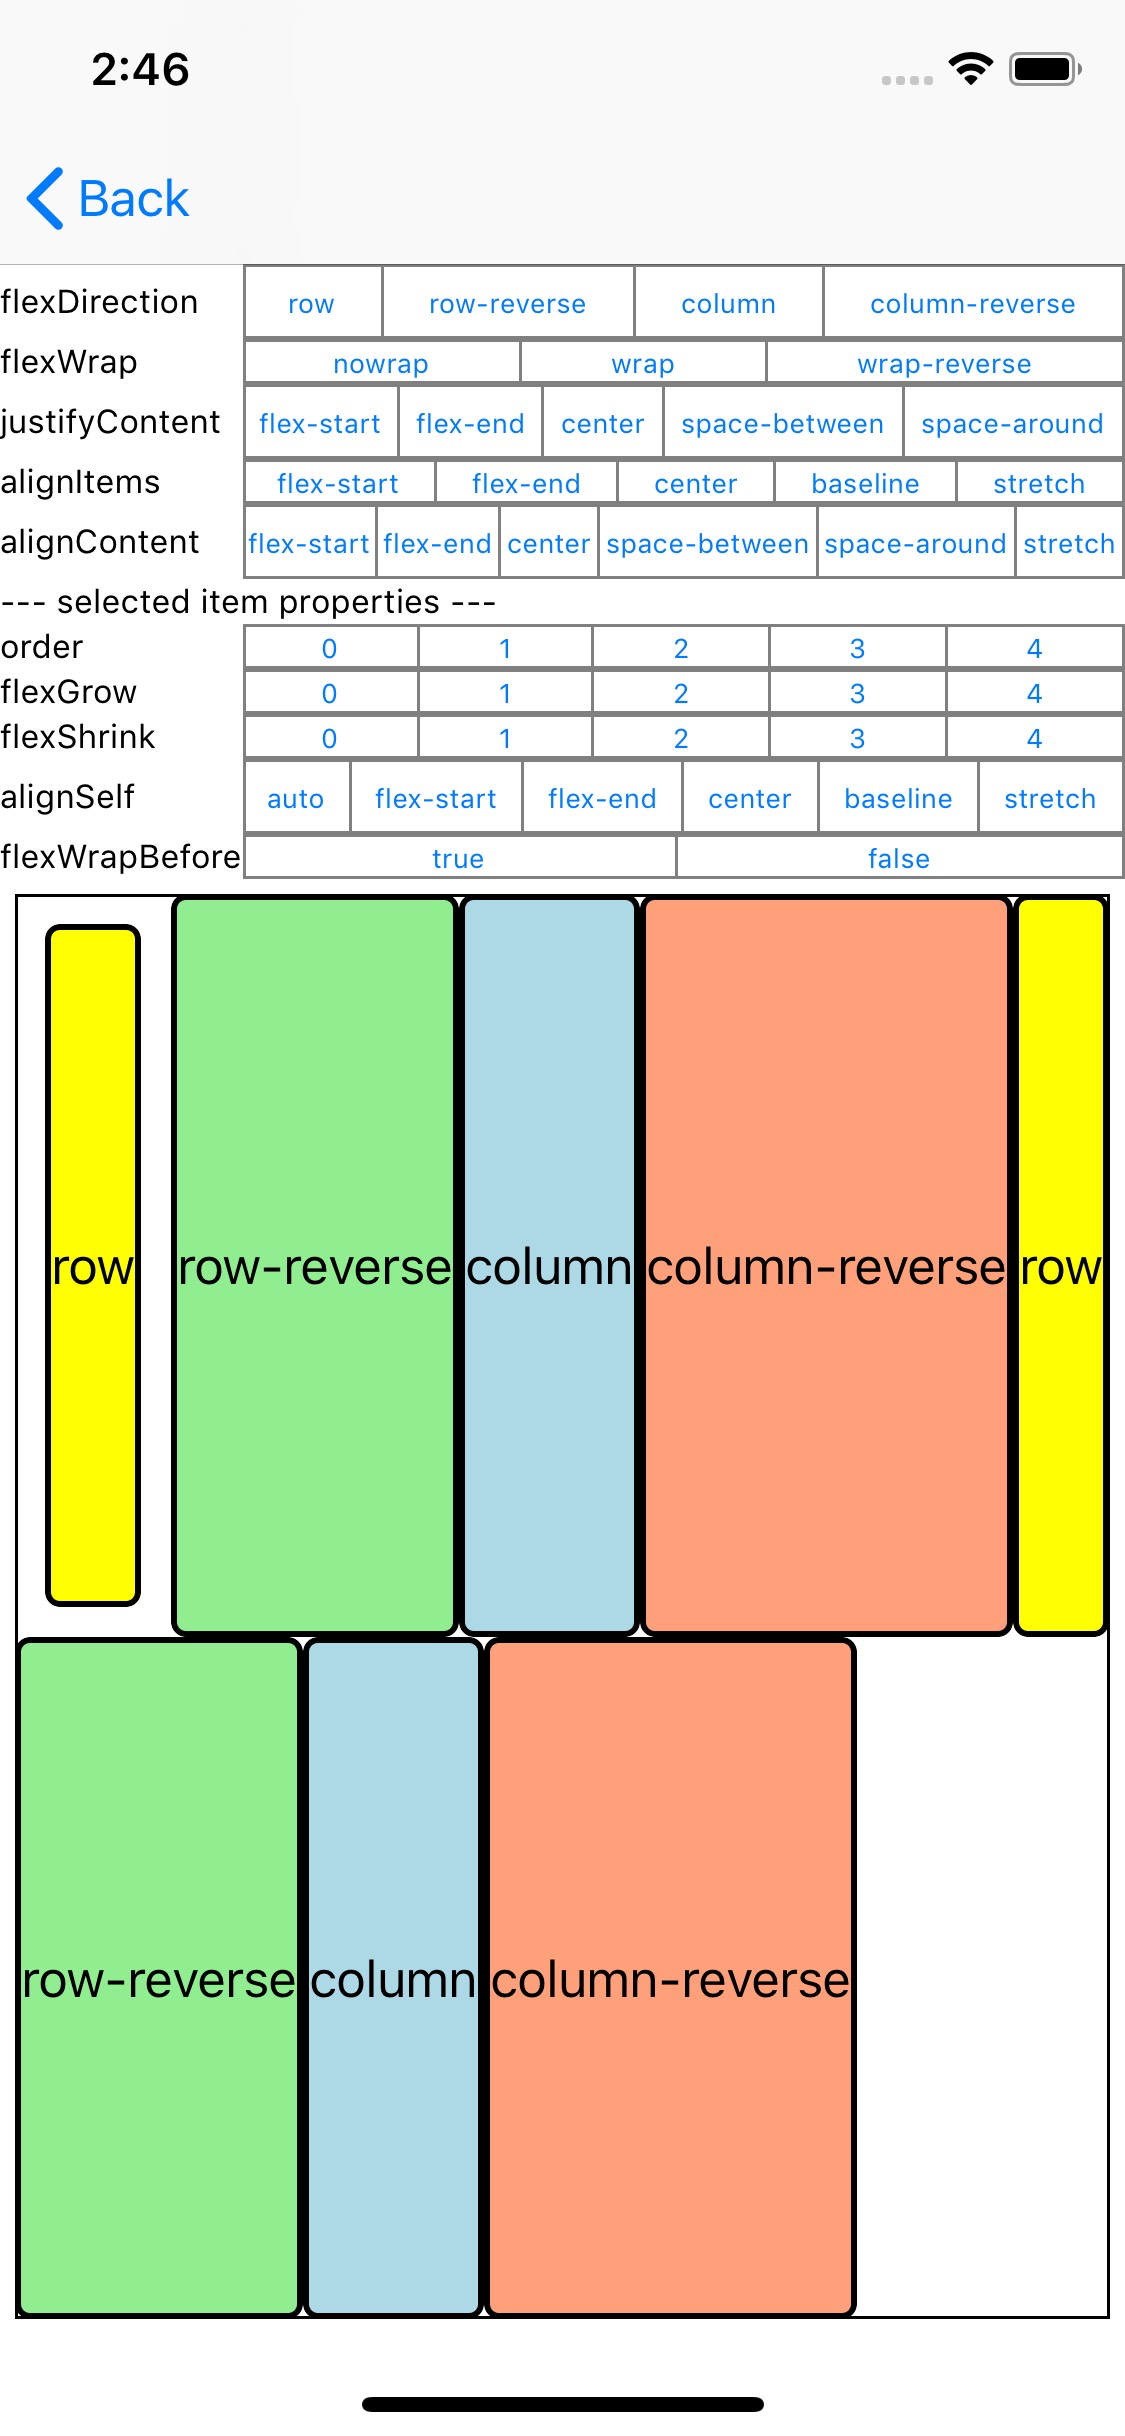 2:46
Back
flexDirection row row-reverse column column-reverse
flexWrap nowrap wrap wrap-reverse
justifyContent flex-start flex-end center space-between space-around
alignItems flex-start flex-end center baseline stretch
alignContent flex-start flex-end center space-between space-around stretch
--- selected item properties ---
order 0 1 2 3 4
flexGrow 0 1 2 3 4
flexShrink 0 1 2 3 4
alignSelf auto flex-start flex-end center baseline stretch
flexWrapBefore true false
row row-reverse column column-reverse row
row-reverse column column-reverse